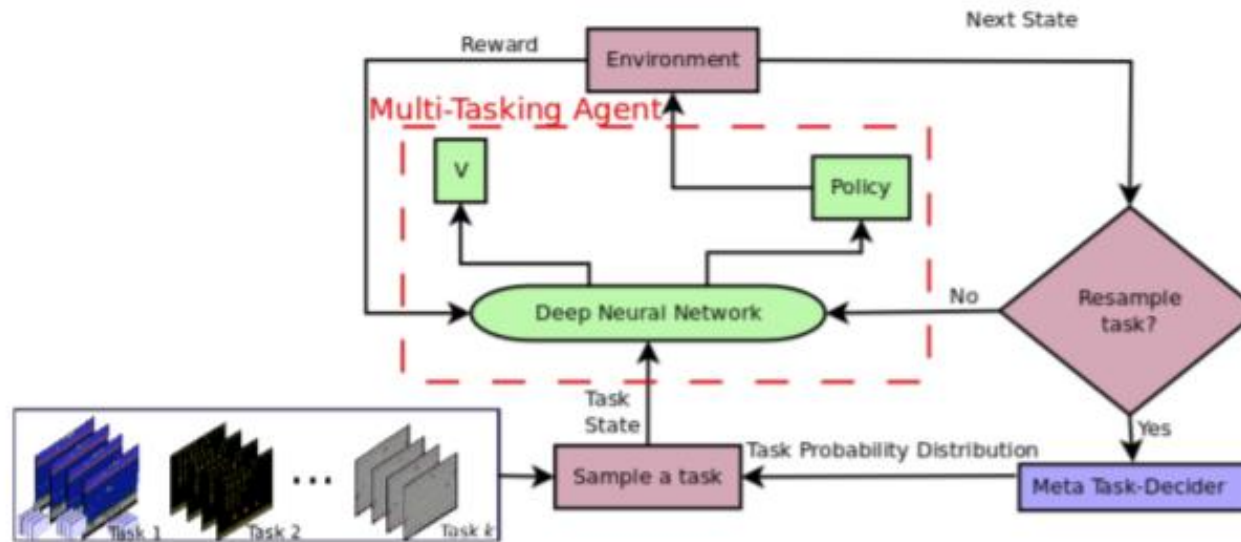 Next State
Reward
Environment
Multi-Tasking Agent
V
Policy
Deep Neural Network
No
Resample
task?
Task
State
Yes
Task Probability Distribution
Sample a task
Meta Task-Decider
Task 1
Task 2
...
Task k